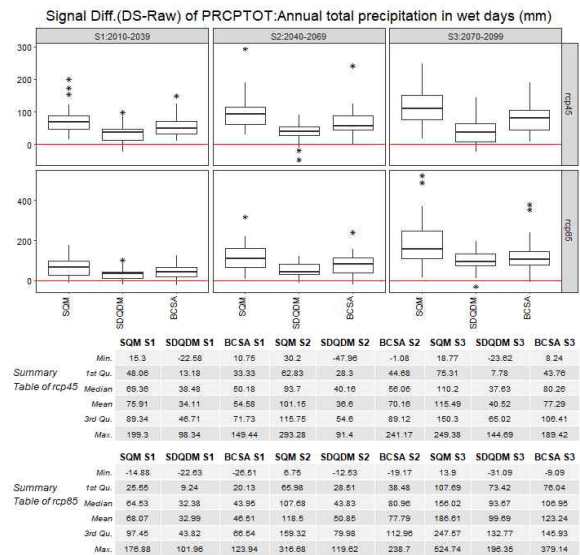 Signal Diff.(DS-Raw) of PRCPTOT:Annual total precipitation in wet days (mm)
S1:2010-2039 S2:2040-2069 S3:2070-2099
300
200
100
0
rcp45
400
200
0
rcp85
SQM SDQDM BCSA SQM SDQDM BCSA SQM SDQDM BCSA
SQM S1 SDQDM S1 BCSA S1 SQM S2 SDQDM S2 BCSA S2 SQM S3 SDQDM S3 BCSA S3
Min. 15.3 -22.58 10.75 30.2 -47.96 -1.08 18.77 -23.62 8.24
Summary 1st Qu. 48.06 13.18 33.33 62.83 28.3 44.68 75.31 7.78 43.76
Table of rcp45 Median 69.36 38.48 50.18 93.7 40.16 56.06 110.2 37.63 80.26
Mean 75.91 34.11 54.58 101.15 36.6 70.16 115.49 40.52 77.29
3rd Qu. 89.34 46.71 71.73 115.75 54.6 89.12 150.3 65.02 106.41
Max. 199.3 98.34 149.44 293.28 91.4 241.17 249.38 144.69 189.42
SQM S1 SDQDM S1 BCSA S1 SQM S2 SDQDM S2 BCSA S2 SQM S3 SDQDM S3 BCSA S3
Min. -14.88 -22.63 -26.51 6.75 -12.53 -19.17 13.9 -31.09 -9.09
Summary 1st Qu. 25.55 9.24 20.13 65.98 28.51 38.48 107.69 73.42 76.04
Table of rcp85 Median 64.53 32.38 43.95 107.68 43.83 80.96 156.02 93.67 106.95
Mean 68.07 32.99 46.51 118.5 50.85 77.79 186.61 99.69 123.24
3rd Qu. 97.45 43.82 66.54 159.32 79.98 112.96 247.57 132.77 145.93
Max. 176.88 101.96 123.94 316.68 119.62 238.7 524.74 196.35 379.14